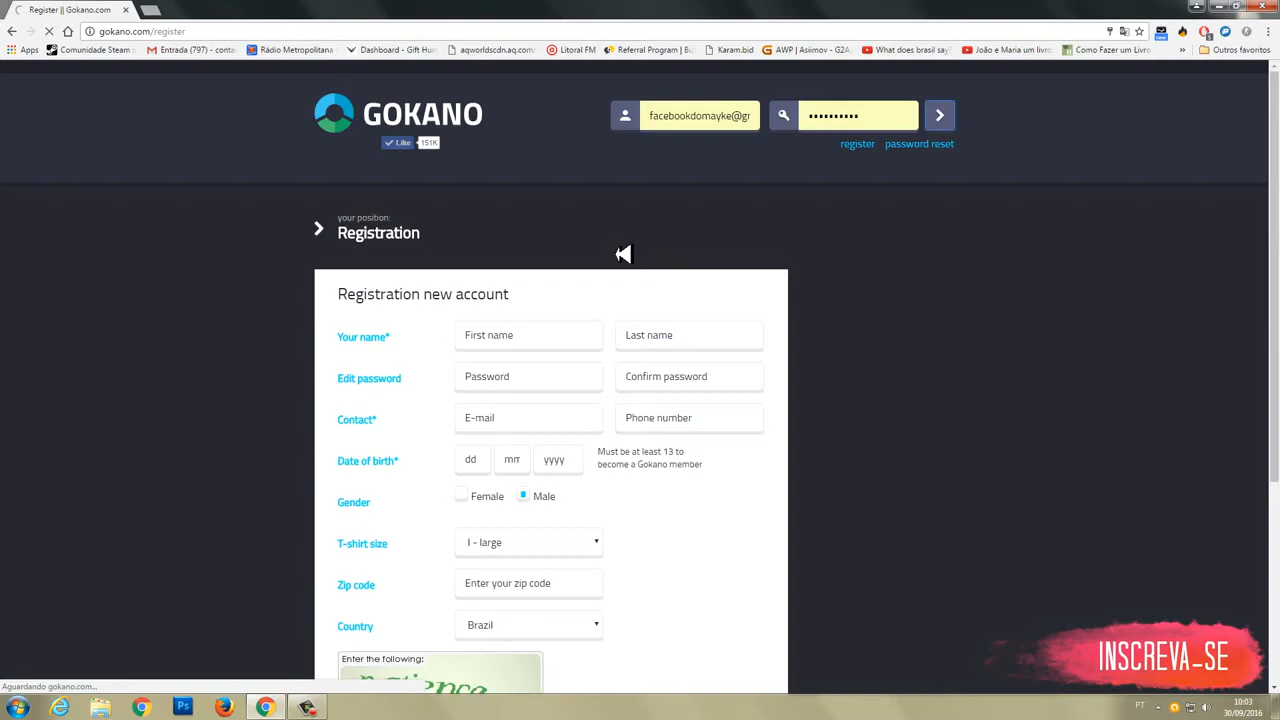 Register || Gokano.com
gokano.com/register
Apps
Comunidade Steam
Entrada (797) - conta
Rádio Metropolitana
Dashboard - Gift Hun
aqworldscdn.aq.com/
Litoral FM
Referral Program | Bu
Karam.bid
AWP | Asiimov - G2A
What does brasil say?
João e Maria um livro
Como Fazer um Livro
Outros favoritos
GOKANO
Like 151K
facebookdomayke@gr
register password reset
your position:
Registration
Registration new account
Your name* First name Last name
Edit password Password Confirm password
Contact* E-mail Phone number
Date of birth* dd mm yyyy
Must be at least 13 to
become a Gokano member
Gender Female Male
T-shirt size l - large
Zip code Enter your zip code
Country Brazil
Enter the following:
patience
INSCREVA-SE
Aguardando gokano.com...
PT
10:03
30/09/2016